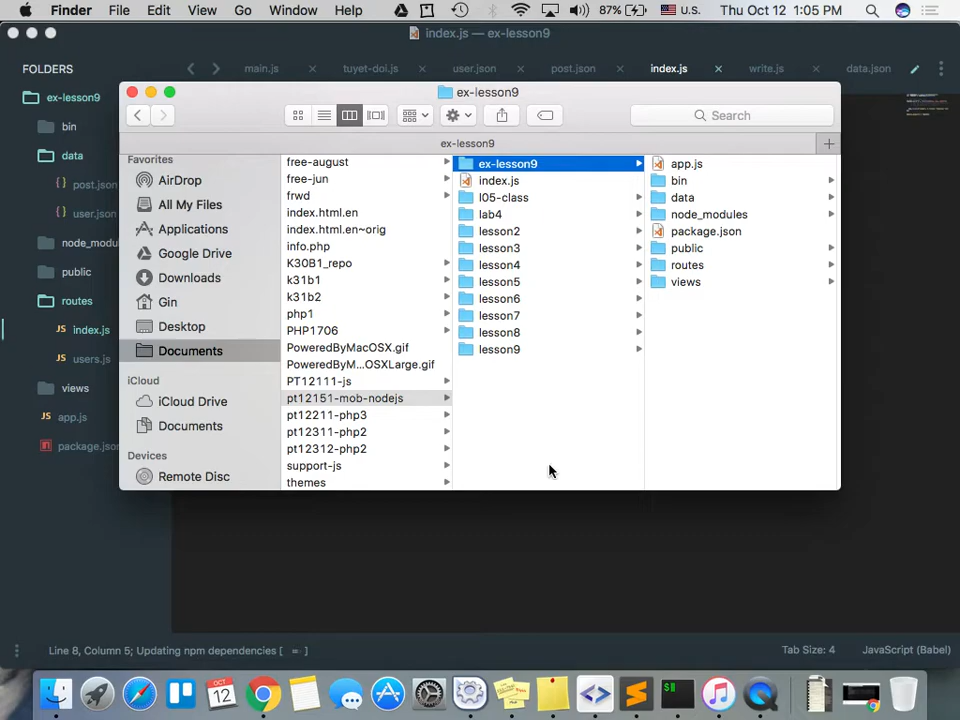 Finder File Edit View Go Window Help 87% U.S. Thu Oct 12 1:05 PM
index.js — ex-lesson9
FOLDERS
main.js tuyet-doi.js user.json post.json index.js write.js data.json
ex-lesson9
bin
data
post.json
user.json
node_modu
public
routes
index.js
users.js
views
app.js
package.json
ex-lesson9
Search
ex-lesson9
Favorites
AirDrop
All My Files
Applications
Google Drive
Downloads
Gin
Desktop
Documents
iCloud
iCloud Drive
Documents
Devices
Remote Disc
free-august
free-jun
frwd
index.html.en
index.html.en~orig
info.php
K30B1_repo
k31b1
k31b2
php1
PHP1706
PoweredByMacOSX.gif
PoweredByM...OSXLarge.gif
PT12111-js
pt12151-mob-nodejs
pt12211-php3
pt12311-php2
pt12312-php2
support-js
themes
ex-lesson9
index.js
l05-class
lab4
lesson2
lesson3
lesson4
lesson5
lesson6
lesson7
lesson8
lesson9
app.js
bin
data
node_modules
package.json
public
routes
views
Line 8, Column 5; Updating npm dependencies [ = ] Tab Size: 4 JavaScript (Babel)
OCT
12